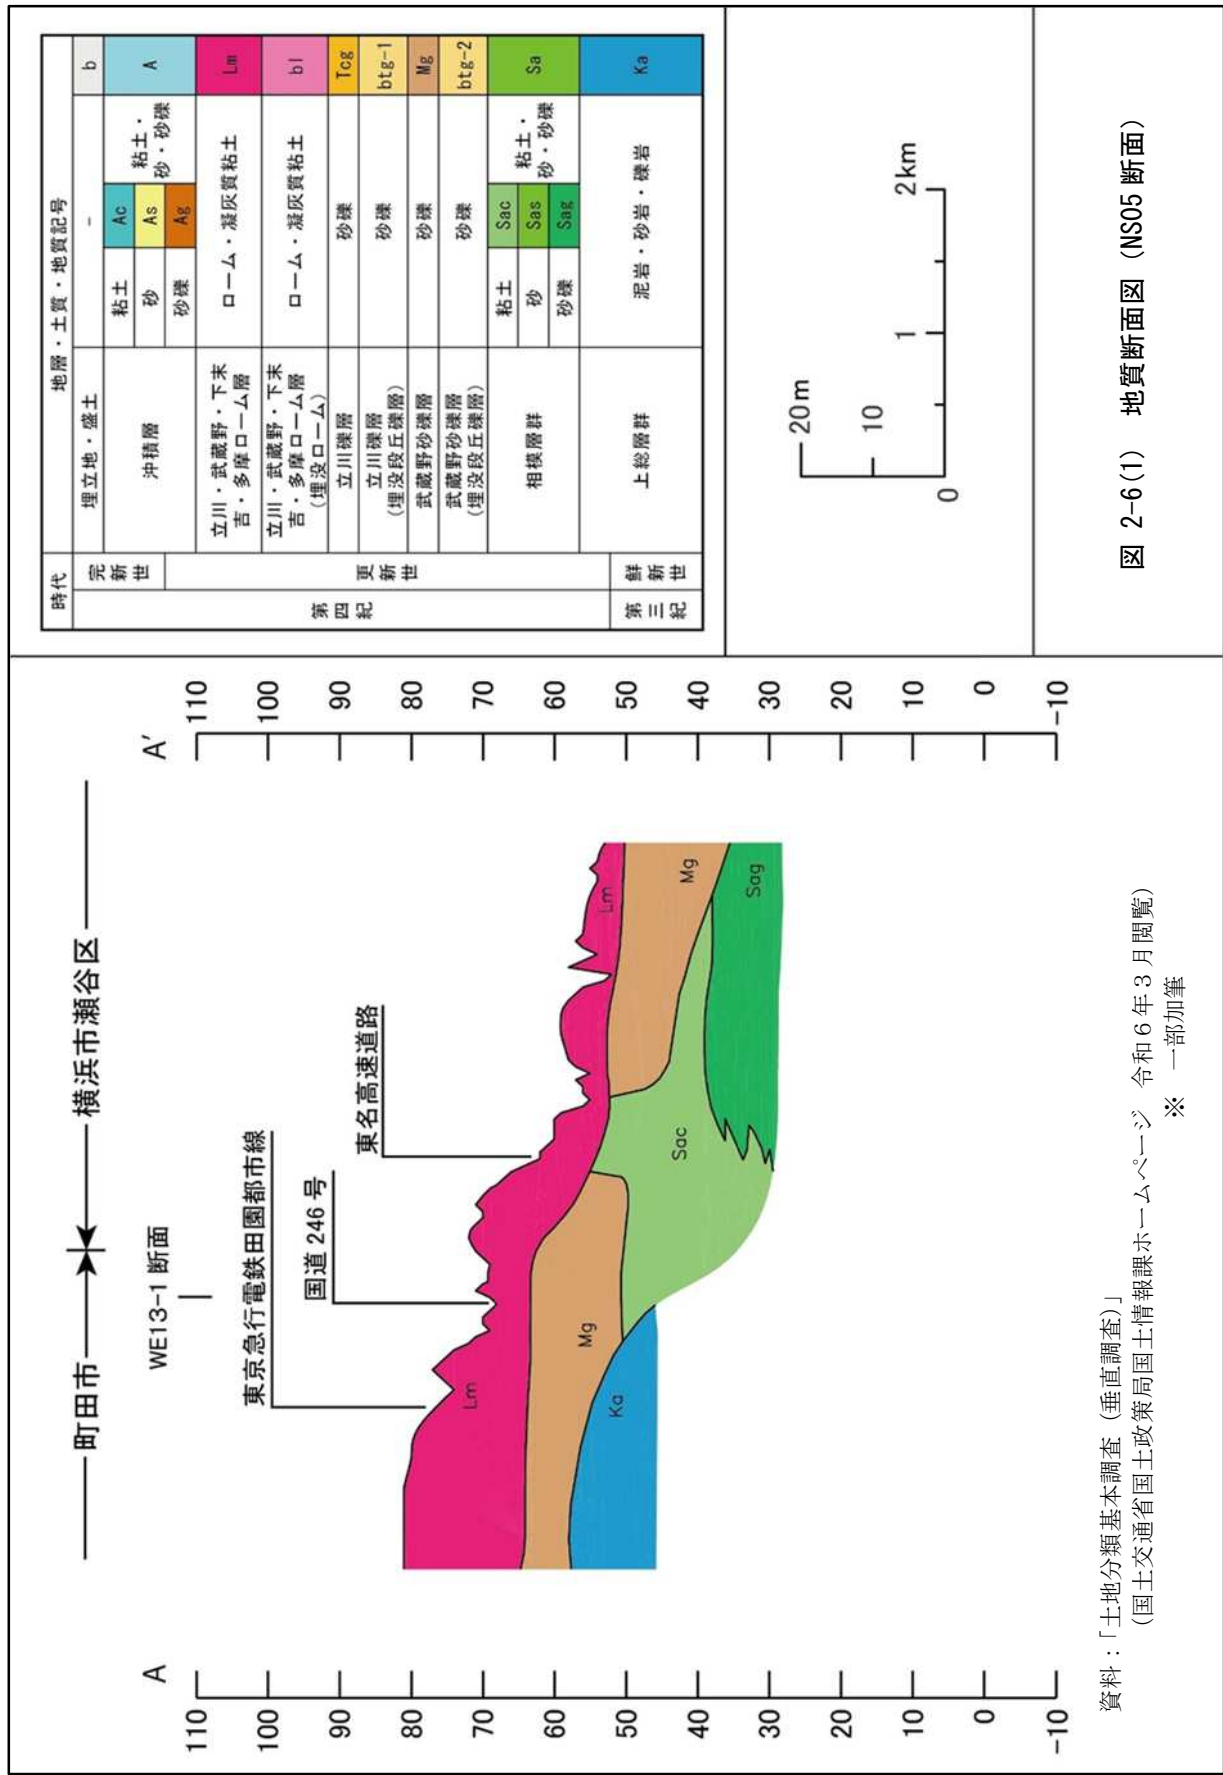 町田市
横浜市瀬谷区
A
A′
WE13-1 断面
東京急行電鉄田園都市線
国道 246 号
東名高速道路
110
100
90
80
70
60
50
40
30
20
10
0
-10
110
100
90
80
70
60
50
40
30
20
10
0
-10
Lm
Mg
Ka
Sac
Lm
Mg
Sag
資料：「土地分類基本調査（垂直調査）」
（国土交通省国土政策局国土情報課ホームページ 令和６年３月閲覧）
※ 一部加筆
時代
地層・土質・地質記号
第四紀
完新世
埋立地・盛土
-
b
沖積層
粘土
Ac
砂
As
砂礫
Ag
粘土・
砂・砂礫
A
更新世
立川・武蔵野・下末
吉・多摩ローム層
ローム・凝灰質粘土
Lm
立川・武蔵野・下末
吉・多摩ローム層
(埋没ローム)
ローム・凝灰質粘土
bl
立川礫層
砂礫
Tcg
立川礫層
(埋没段丘礫層)
砂礫
btg-1
武蔵野砂礫層
砂礫
Mg
武蔵野砂礫層
(埋没段丘礫層)
砂礫
btg-2
相模層群
粘土
Sac
砂
Sas
砂礫
Sag
粘土・
砂・砂礫
Sa
第三紀
鮮新世
上総層群
泥岩・砂岩・礫岩
Ka
20m
10
0
1
2km
図 2-6(1) 地質断面図（NS05 断面）